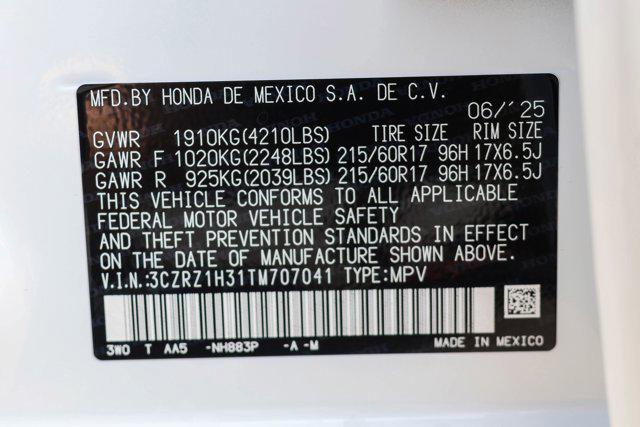 MFD.BY HONDA DE MEXICO S.A. DE C.V.
06/'25
GVWR 1910KG(4210LBS) TIRE SIZE RIM SIZE
GAWR F 1020KG(2248LBS) 215/60R17 96H 17X6.5J
GAWR R 925KG(2039LBS) 215/60R17 96H 17X6.5J
THIS VEHICLE CONFORMS TO ALL APPLICABLE
FEDERAL MOTOR VEHICLE SAFETY
AND THEFT PREVENTION STANDARDS IN EFFECT
ON THE DATE OF MANUFACTURE SHOWN ABOVE.
V.I.N.:3CZRZ1H31TM707041 TYPE:MPV
3W0 T AA5 -NH883P -A -M
MADE IN MEXICO